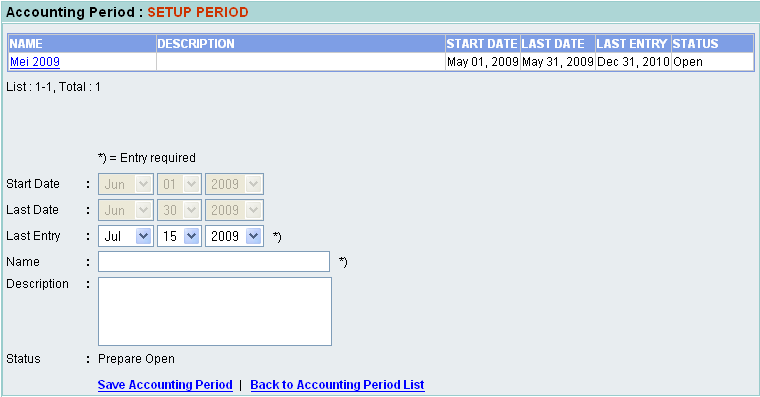 Accounting Period : SETUP PERIOD
NAME DESCRIPTION START DATE LAST DATE LAST ENTRY STATUS
Mei 2009 May 01, 2009 May 31, 2009 Dec 31, 2010 Open
List : 1-1, Total : 1
*) = Entry required
Start Date : Jun 01 2009
Last Date : Jun 30 2009
Last Entry : Jul 15 2009 *)
Name : *)
Description :
Status : Prepare Open
Save Accounting Period | Back to Accounting Period List